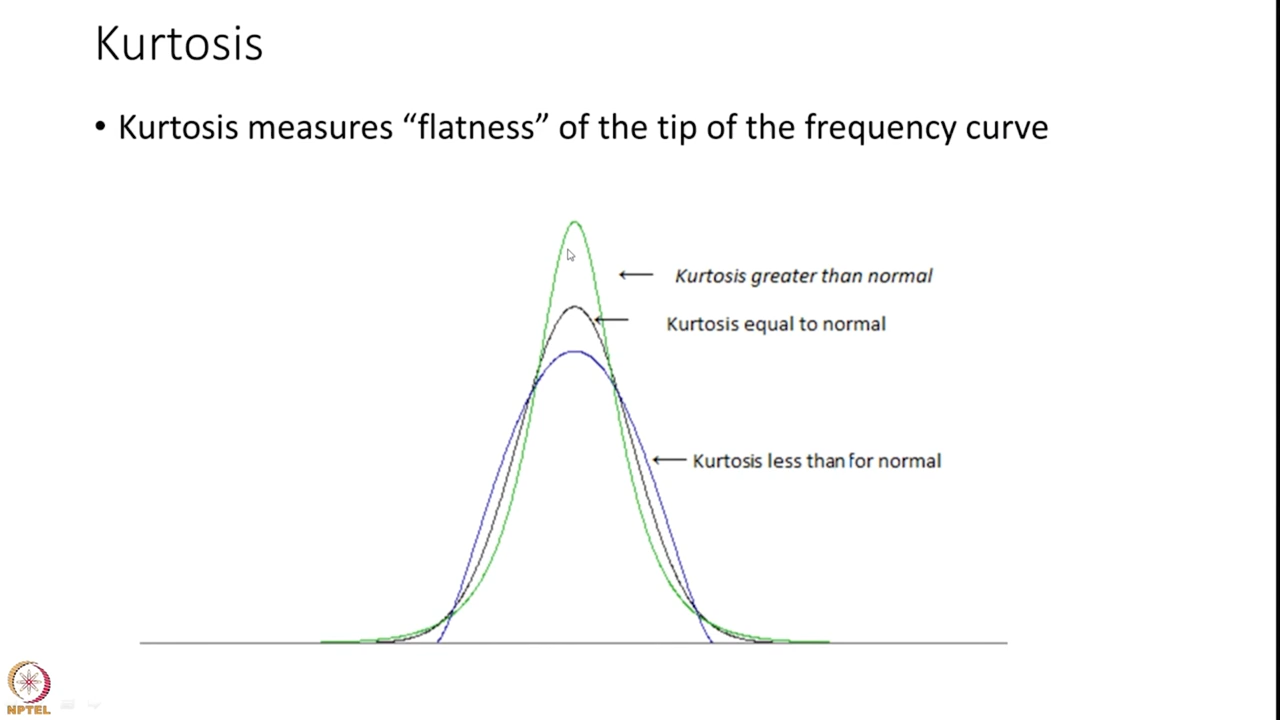 Kurtosis
• Kurtosis measures “flatness” of the tip of the frequency curve
Kurtosis greater than normal
Kurtosis equal to normal
Kurtosis less than for normal
NPTEL